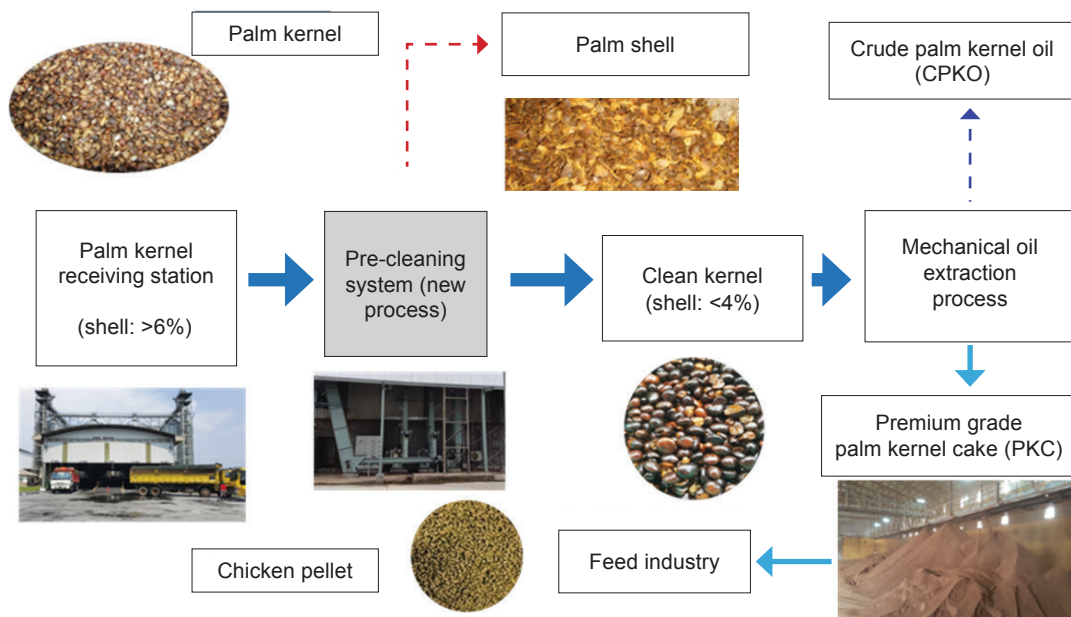 Palm kernel
Palm shell
Crude palm kernel oil
(CPKO)
Palm kernel
receiving station
(shell: >6%)
Pre-cleaning
system (new
process)
Clean kernel
(shell: <4%)
Mechanical oil
extraction
process
Premium grade
palm kernel cake (PKC)
Chicken pellet
Feed industry